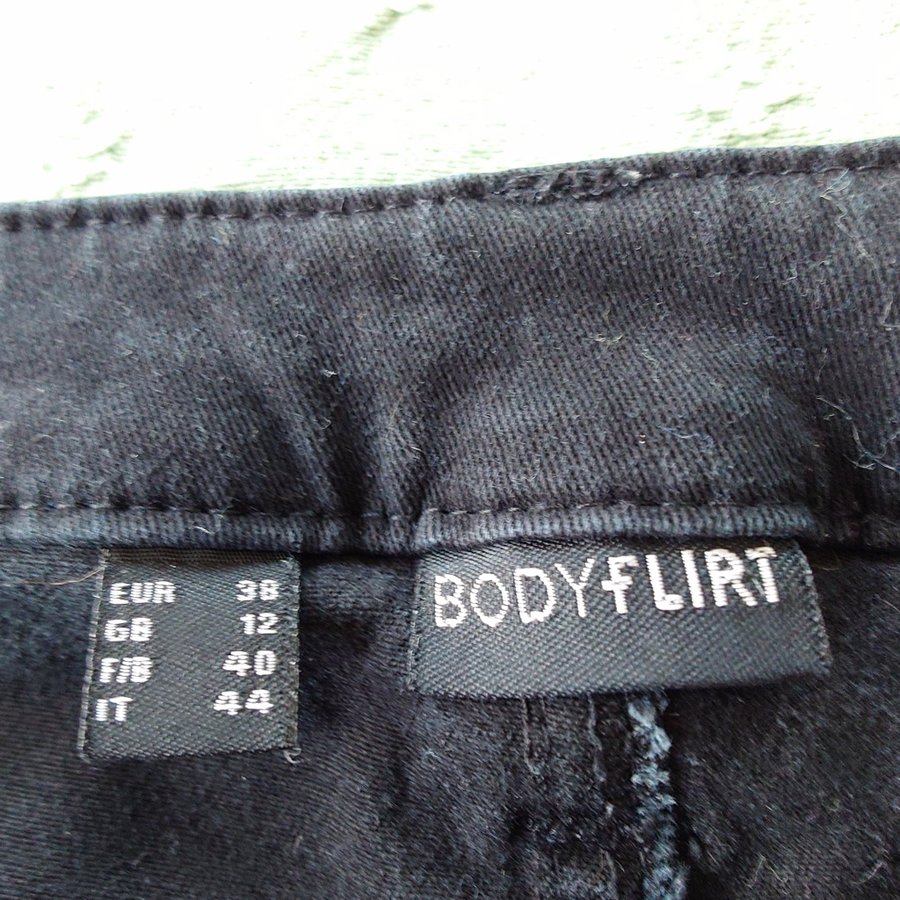 EUR 38
GB 12
F/B 40
IT 44
BODYFLIRT